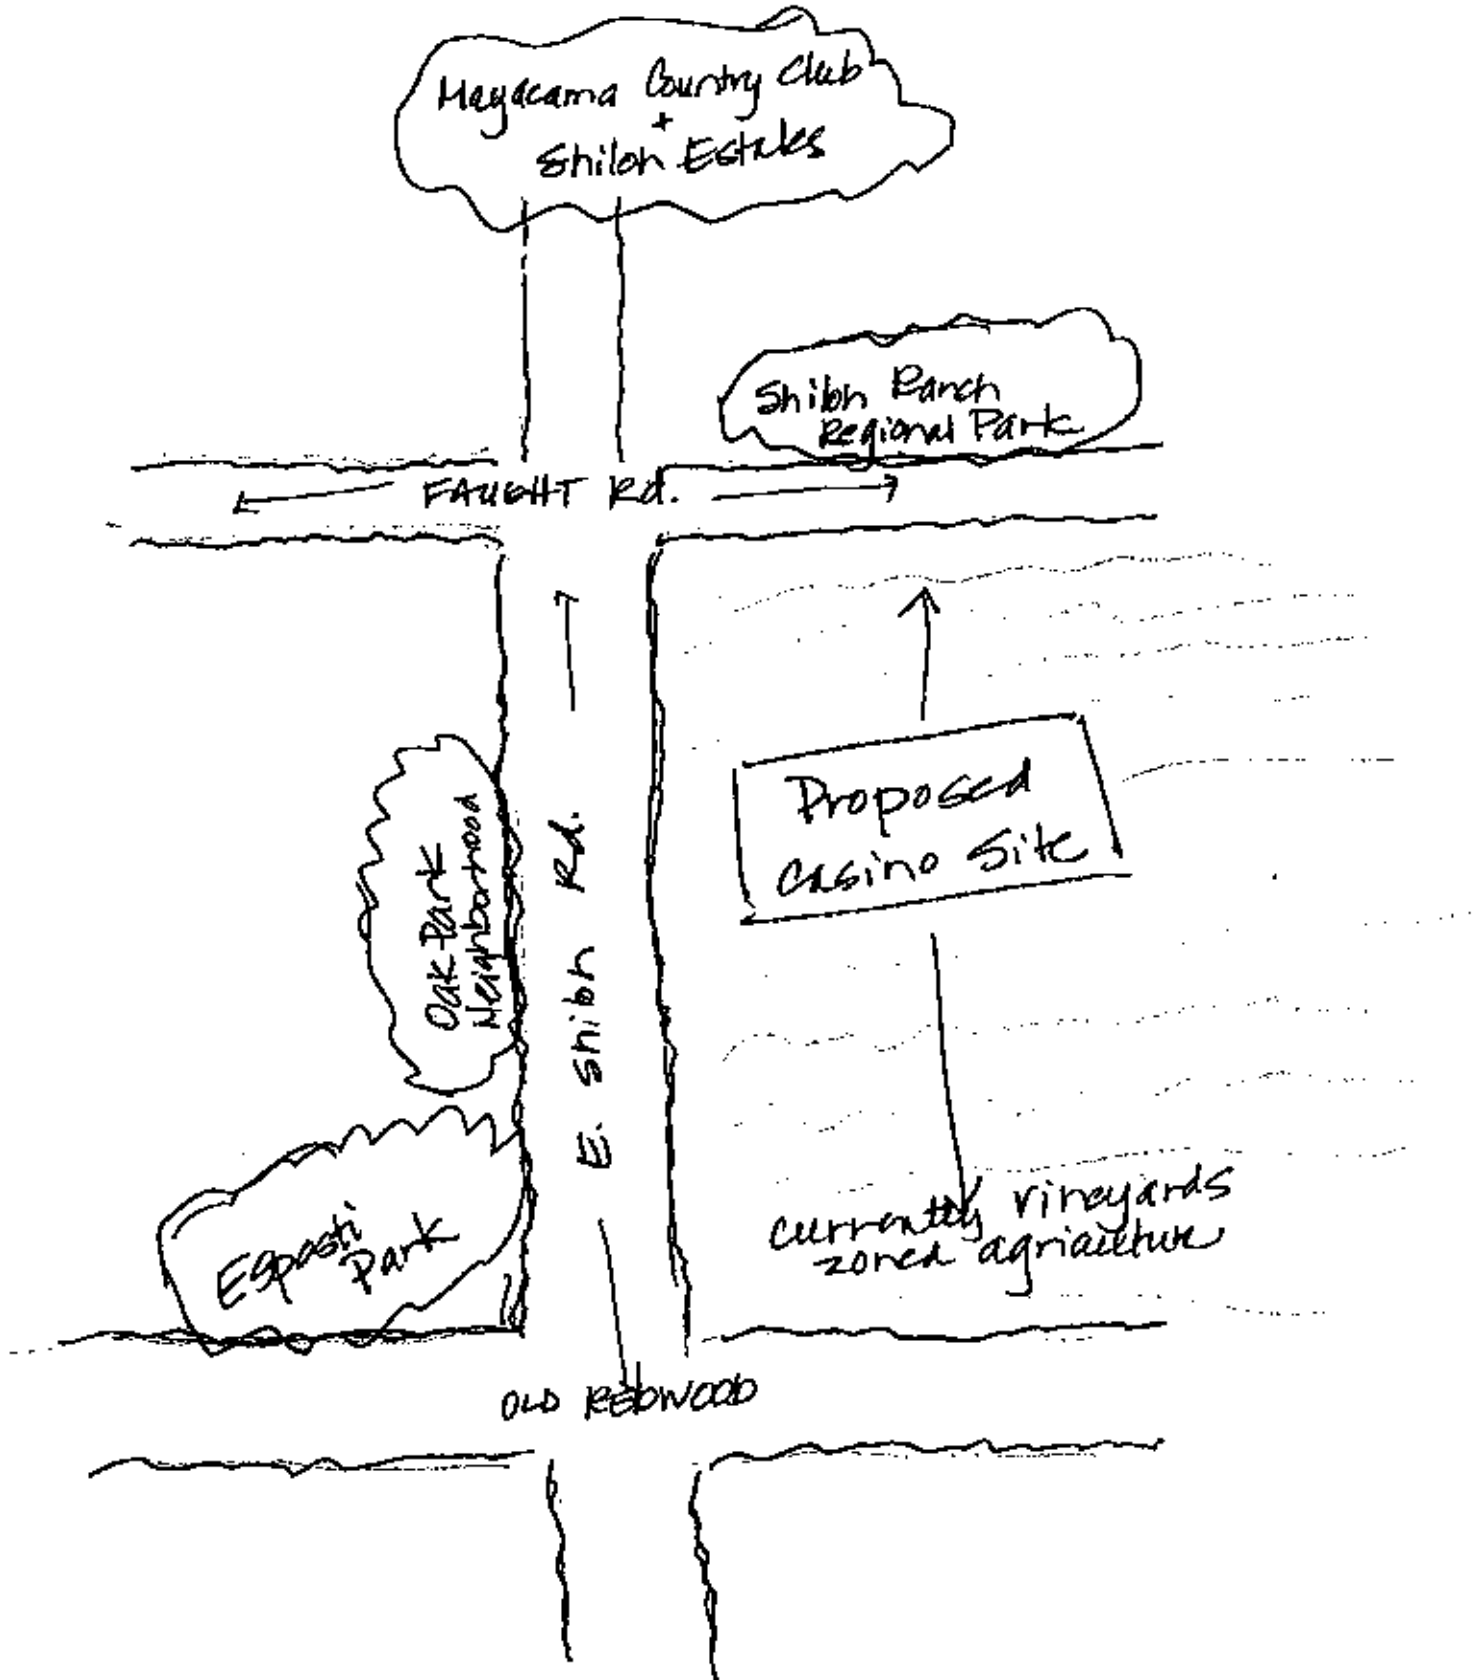 Mayacama Country Club
+
Shiloh Estates
Shiloh Ranch
Regional Park
FAUGHT Rd.
Proposed
Casino Site
Oak Park
Neighborhood
E. Shiloh Rd.
Esposti
Park
currently vineyards
zoned agriculture
OLD REDWOOD